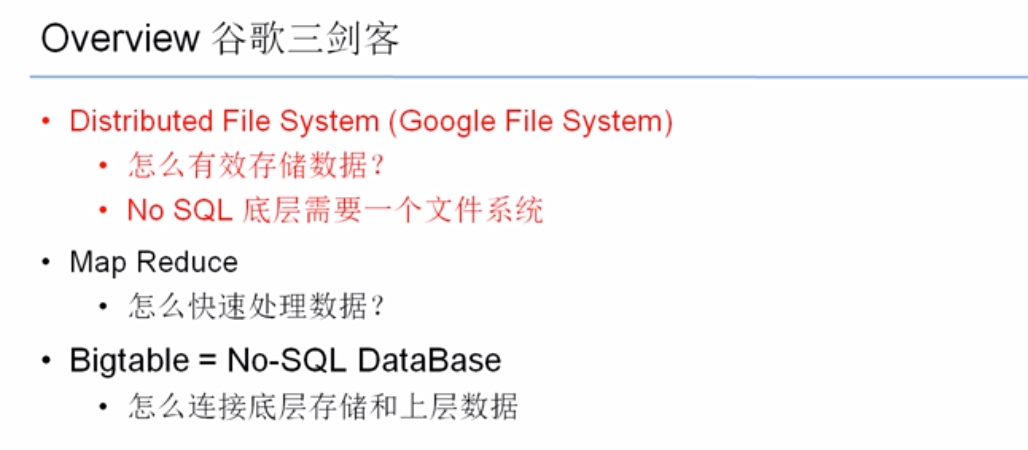 Overview 谷歌三剑客
• Distributed File System (Google File System)
• 怎么有效存储数据?
• No SQL 底层需要一个文件系统
• Map Reduce
• 怎么快速处理数据?
• Bigtable = No-SQL DataBase
• 怎么连接底层存储和上层数据